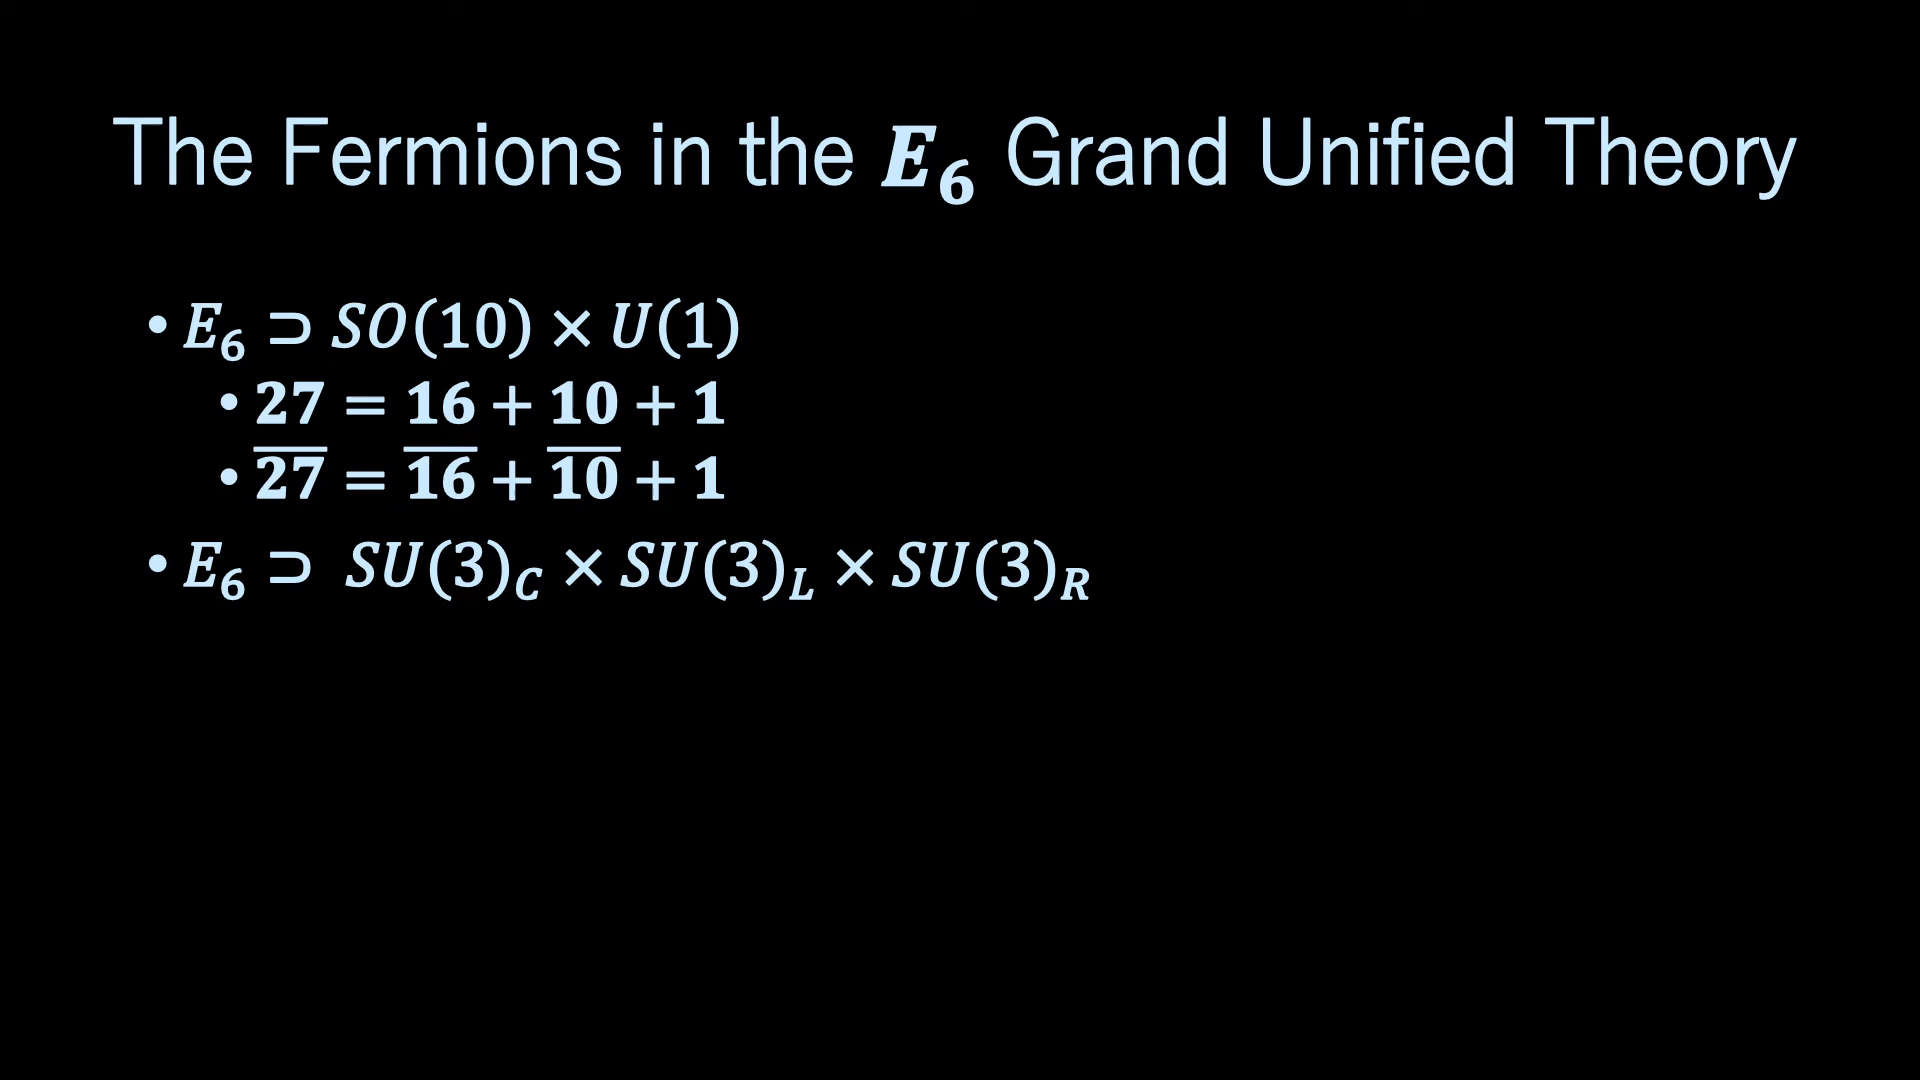 The Fermions in the 𝑬₆ Grand Unified Theory
• 𝐸₆ ⊃ 𝑆𝑂(10) × 𝑈(1)
• 𝟐𝟕 = 𝟏𝟔 + 𝟏𝟎 + 𝟏
• 𝟐𝟕̅ = 𝟏𝟔̅ + 𝟏𝟎̅ + 𝟏
• 𝐸₆ ⊃ 𝑆𝑈(3)_𝐶 × 𝑆𝑈(3)_𝐿 × 𝑆𝑈(3)_𝑅